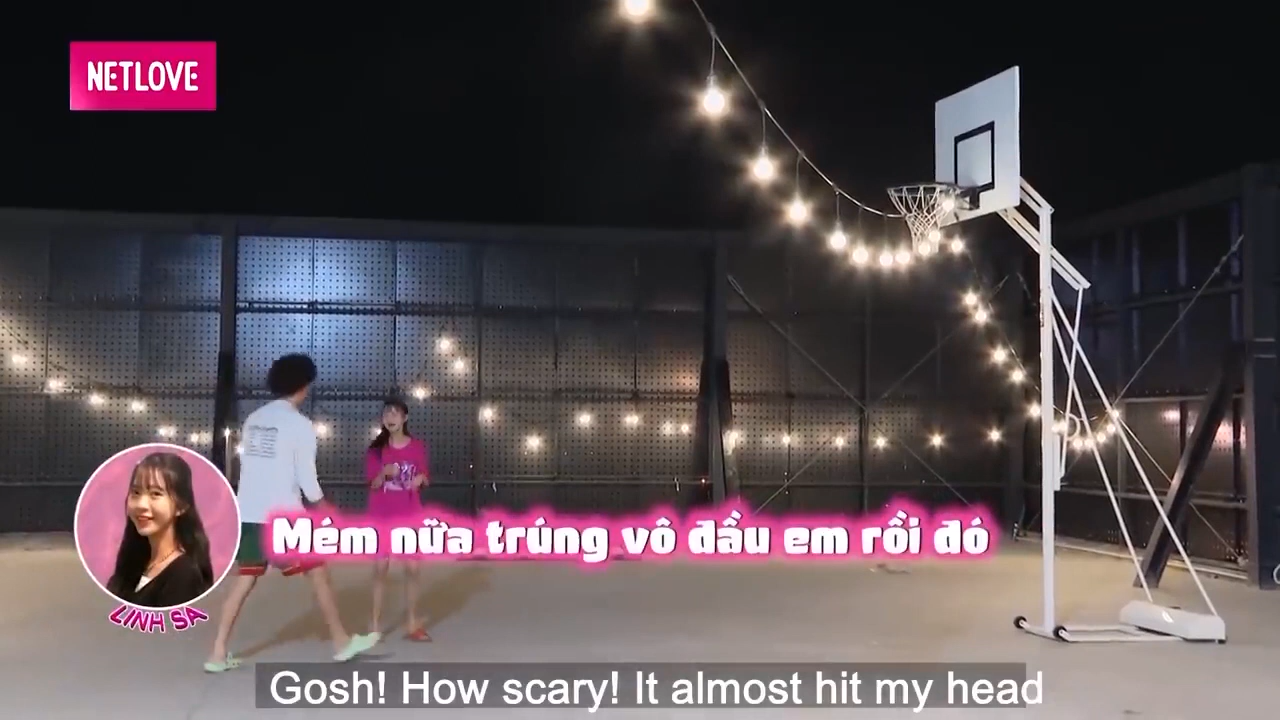 NETLOVE
Mém nữa trúng vô đầu em rồi đó
LINH SA
Gosh! How scary! It almost hit my head